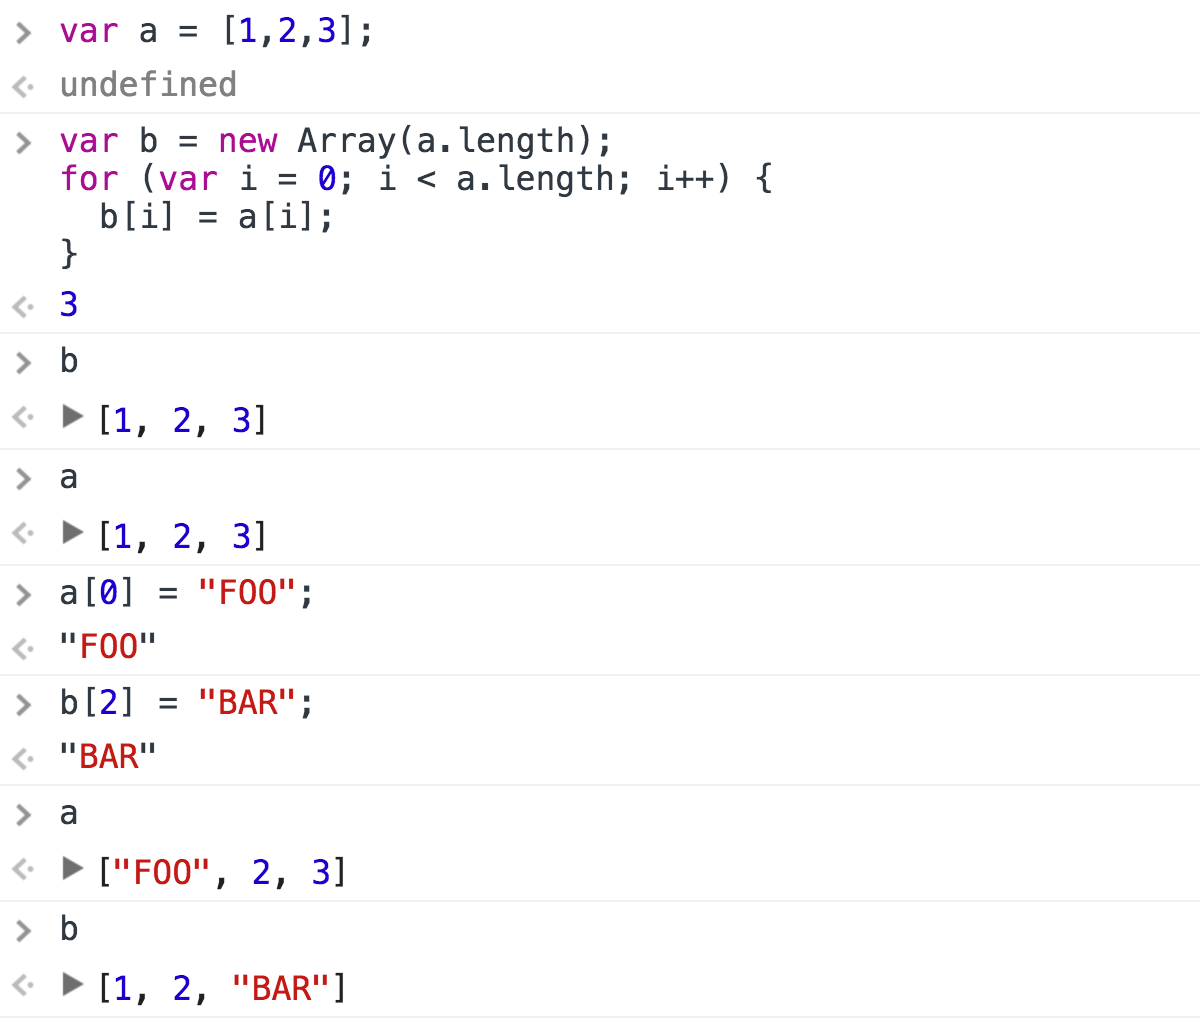 > var a = [1,2,3];
undefined
> var b = new Array(a.length);
for (var i = 0; i < a.length; i++) {
  b[i] = a[i];
}
3
> b
[1, 2, 3]
> a
[1, 2, 3]
> a[0] = "FOO";
"FOO"
> b[2] = "BAR";
"BAR"
> a
["FOO", 2, 3]
> b
[1, 2, "BAR"]